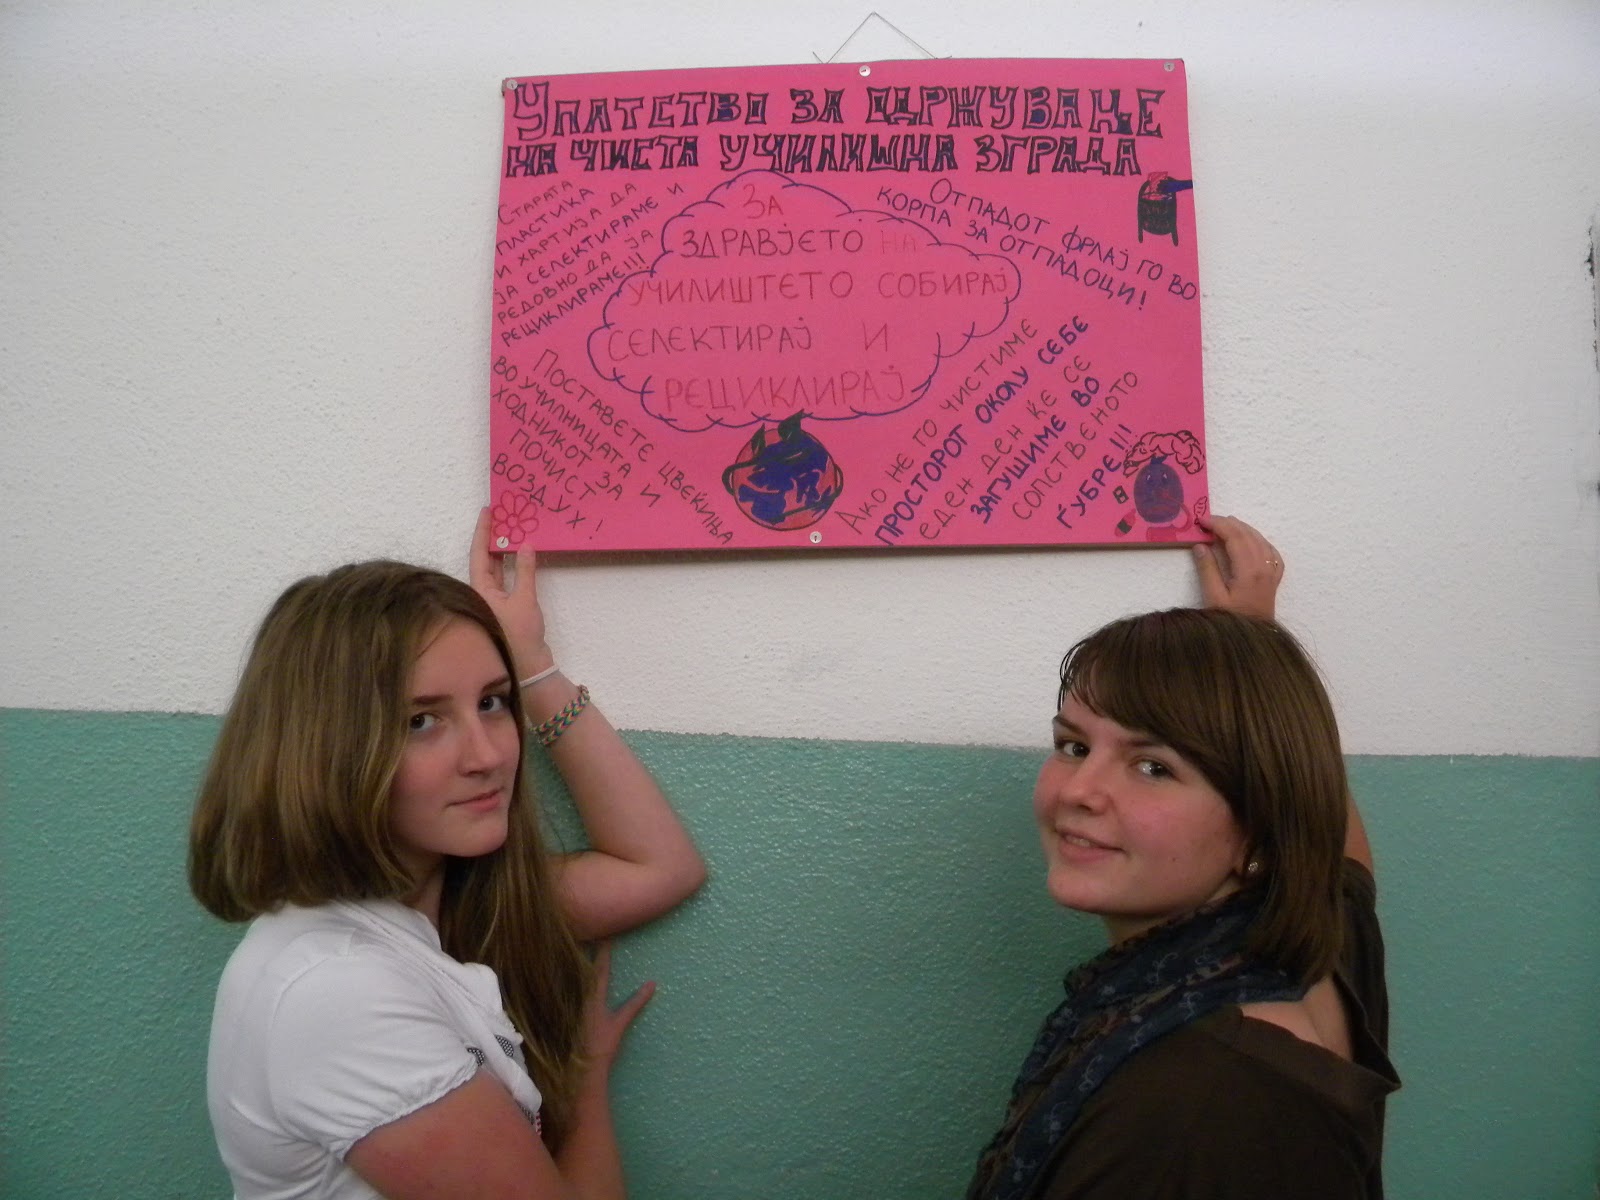 Упатство за одржување
на чиста училишна зграда
Старата
пластика
и хартија да
ја селектираме и
редовно да ја
рециклираме!!!
За
здравјето на
училиштето собирај
селектирај и
рециклирај
Отпадот фрлај го во
корпа за отпадоци!
Поставете цвеќиња
во училницата и
ходникот за
почист
воздух!
Ако не го чистиме
просторот околу себе
еден ден ќе се
загушиме во
сопственото
ѓубре!!!